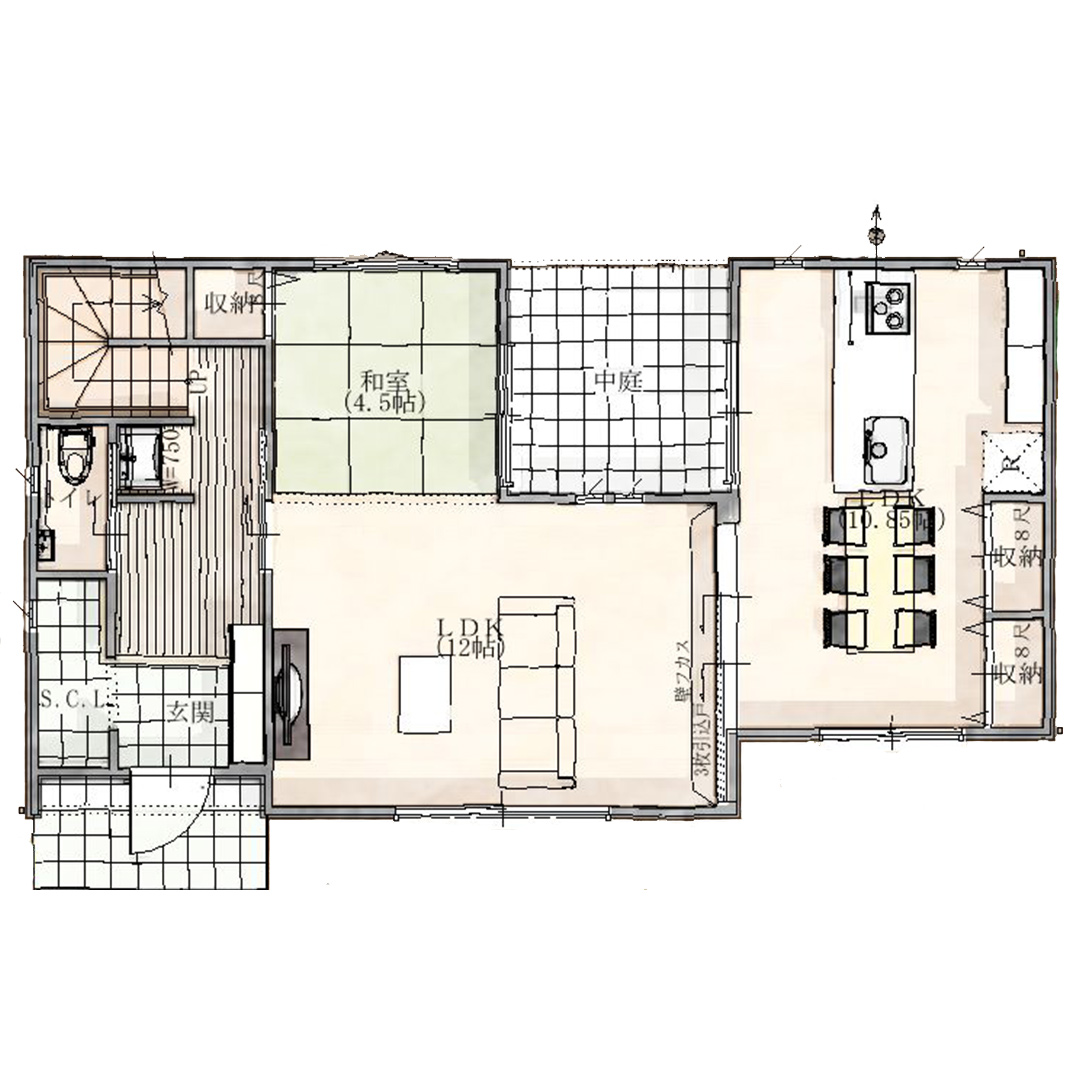 収納
UP
和室
(4.5帖)
中庭
W=750
トイレ
R
LDK
(10.85帖)
8尺
収納
LDK
(12帖)
8尺
収納
壁フカス
3枚引込戸
S.C.L
玄関